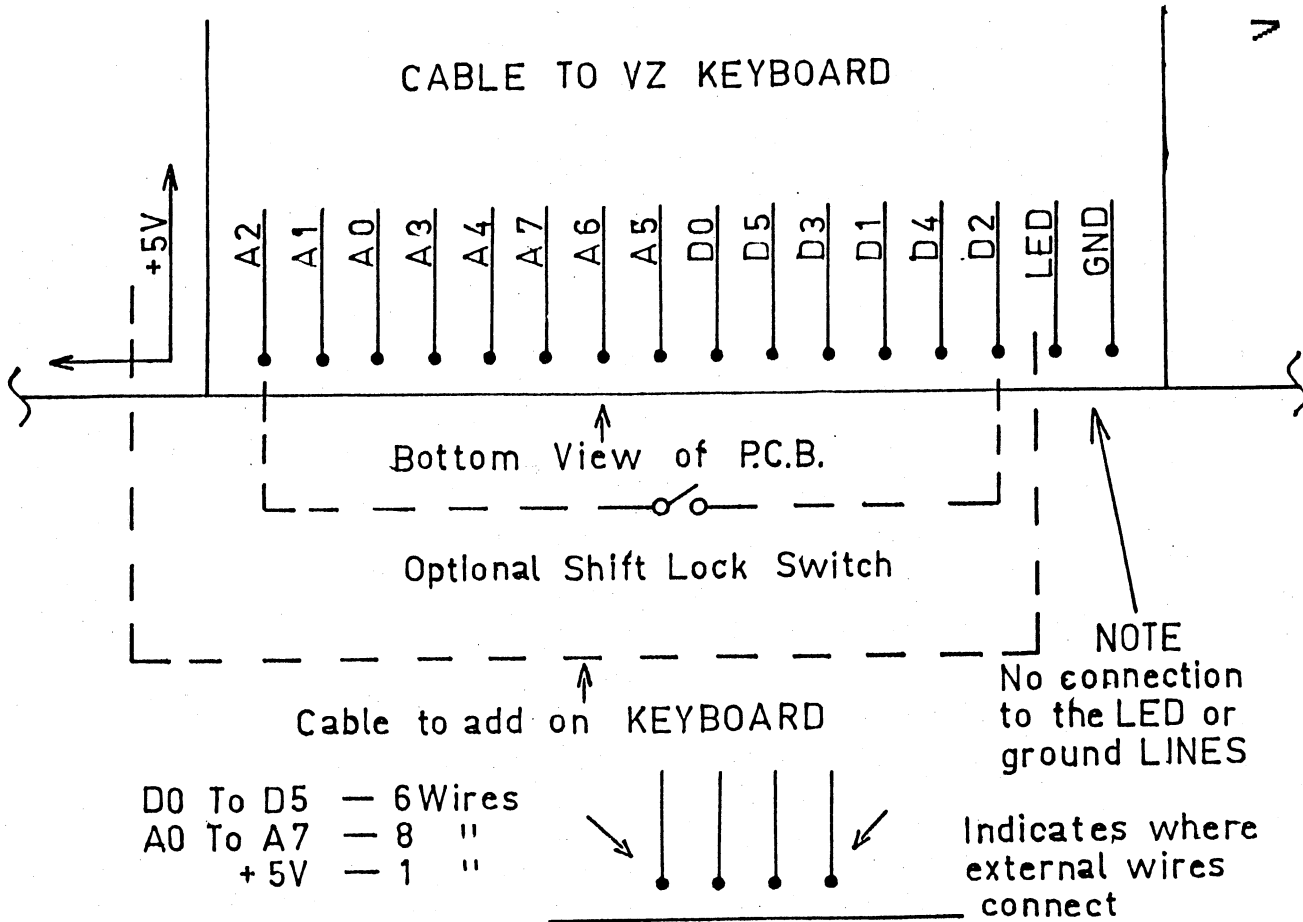 CABLE TO VZ KEYBOARD
+5V
A2
A1
A0
A3
A4
A7
A6
A5
D0
D5
D3
D1
D4
D2
LED
GND
Bottom View of P.C.B.
Optional Shift Lock Switch
NOTE
No connection
to the LED or
ground LINES
Cable to add on KEYBOARD
D0 To D5 — 6 Wires
A0 To A7 — 8 "
+5V — 1 "
Indicates where
external wires
connect